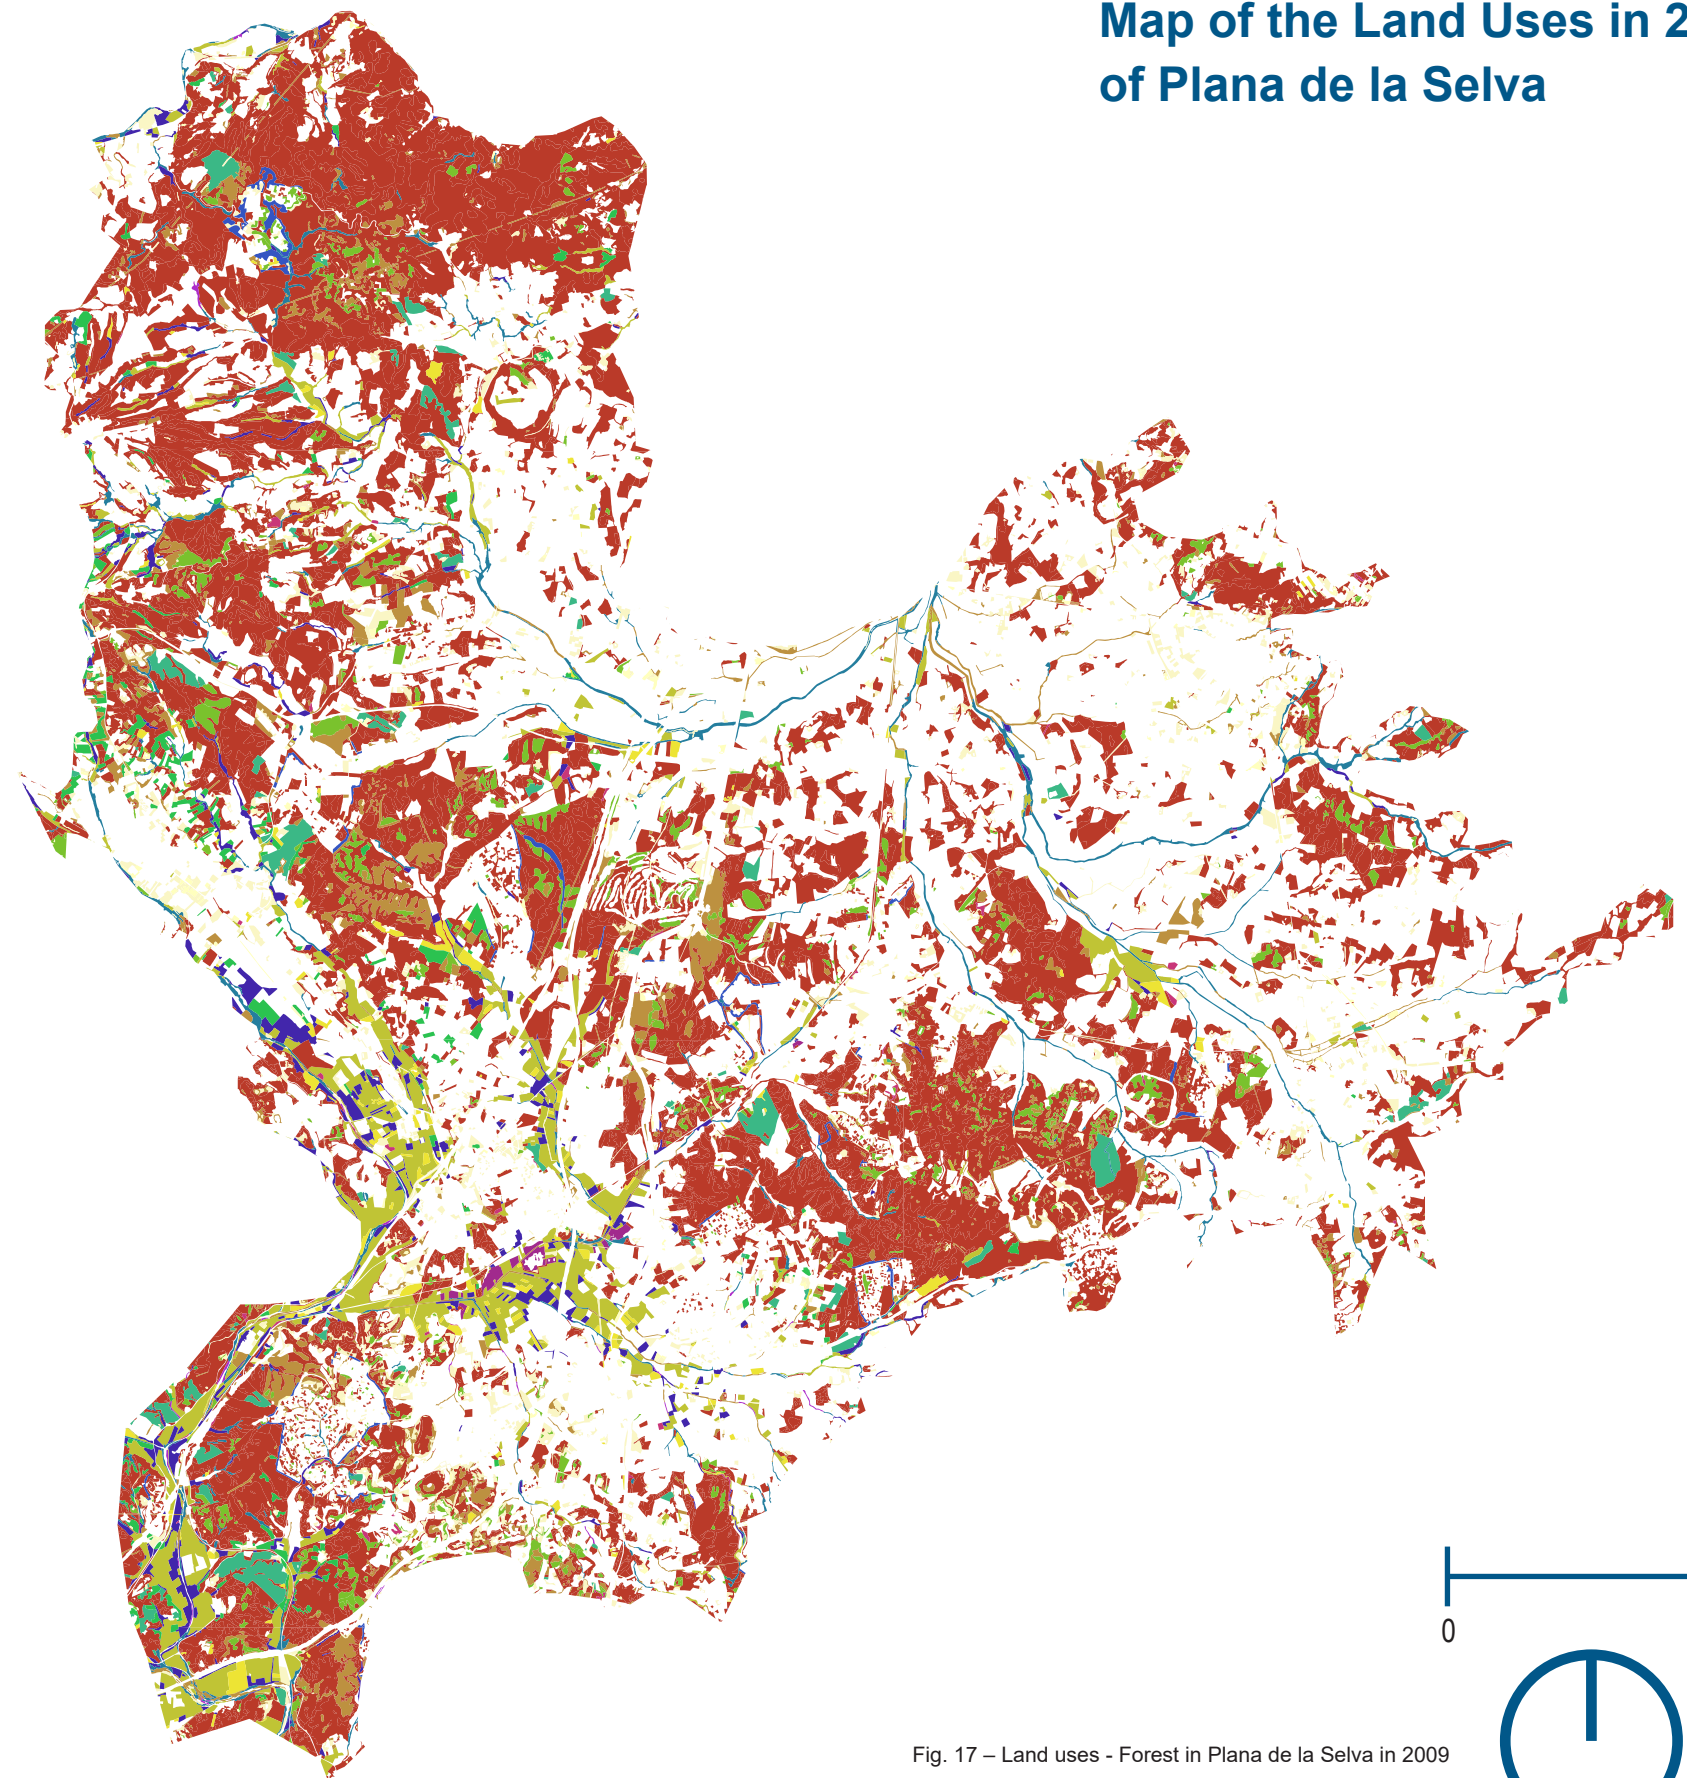 Map of the Land Uses in 2
of Plana de la Selva
0
Fig. 17 – Land uses - Forest in Plana de la Selva in 2009